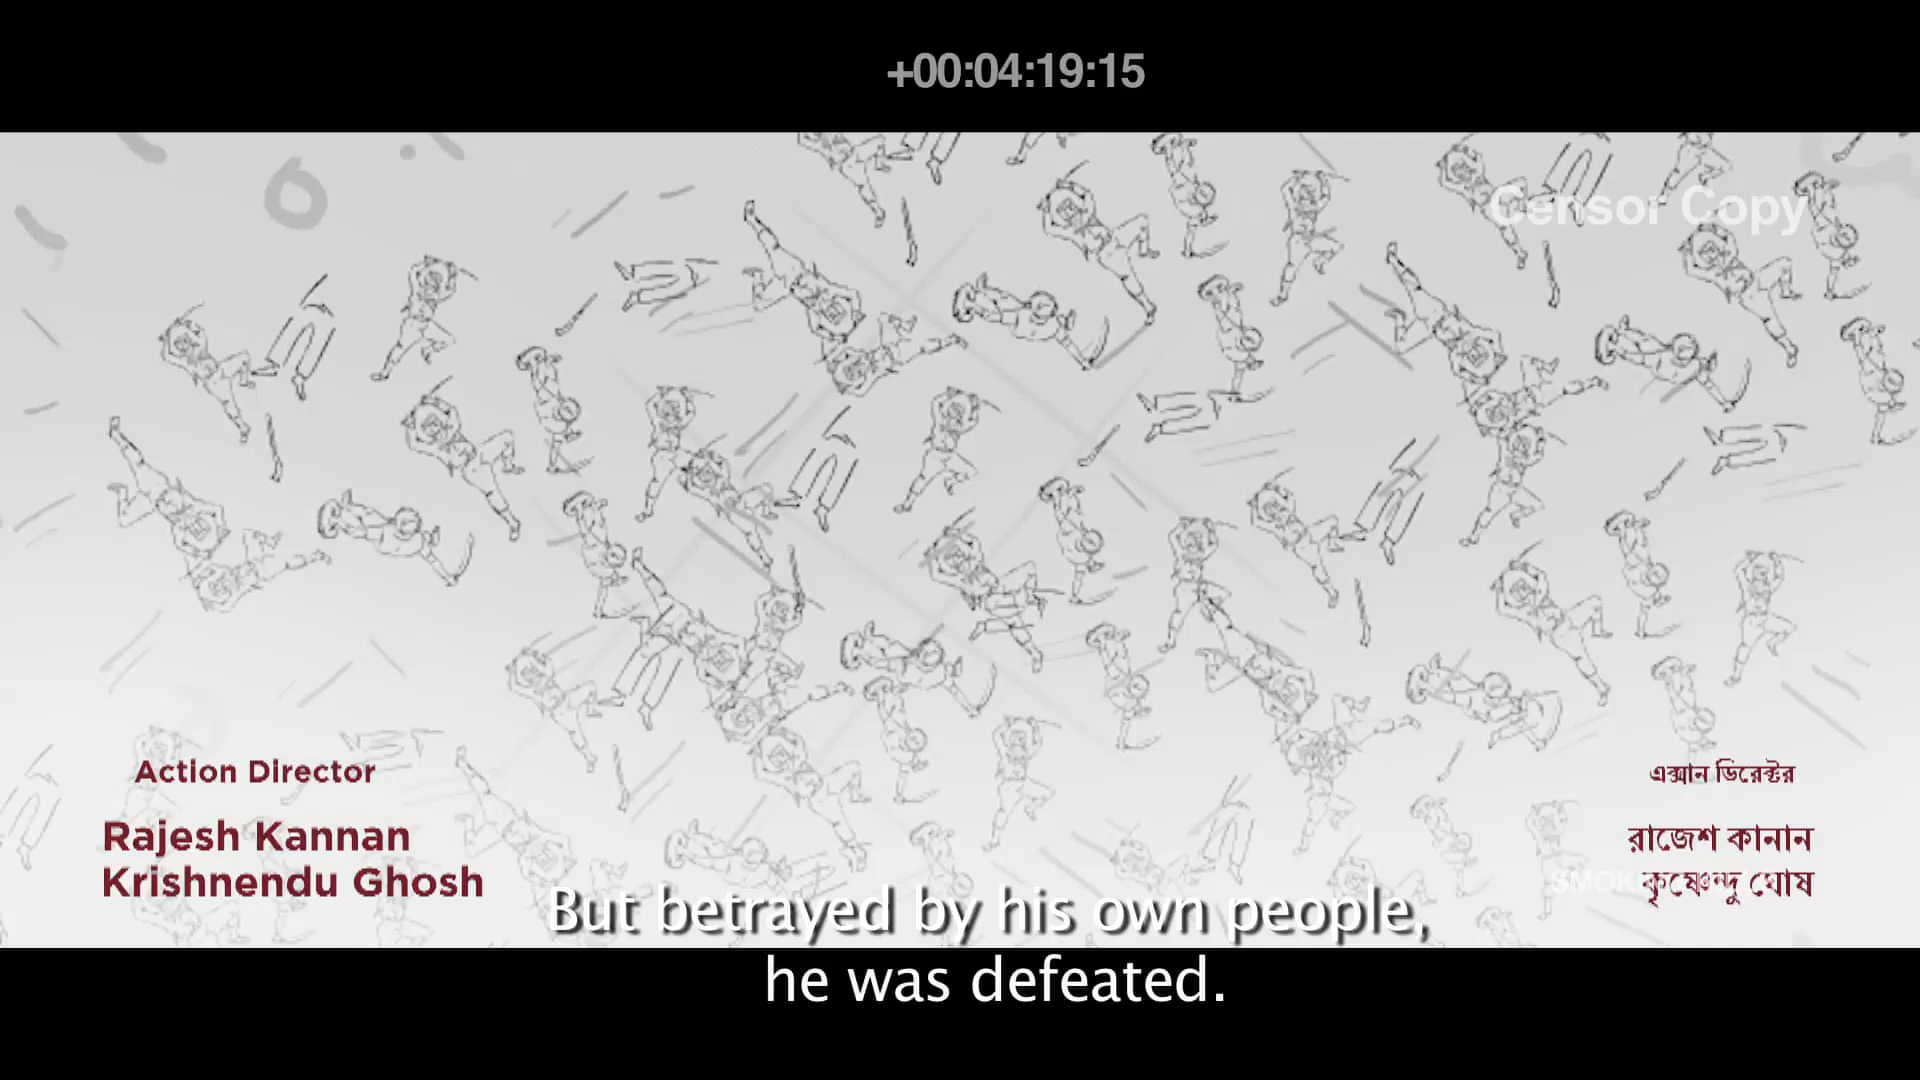 +00:04:19:15
Censor Copy
Action Director
Rajesh Kannan
Krishnendu Ghosh
এক্সান ডিরেক্টর
রাজেশ কানান
কৃষ্ণেন্দু ঘোষ
But betrayed by his own people,
he was defeated.